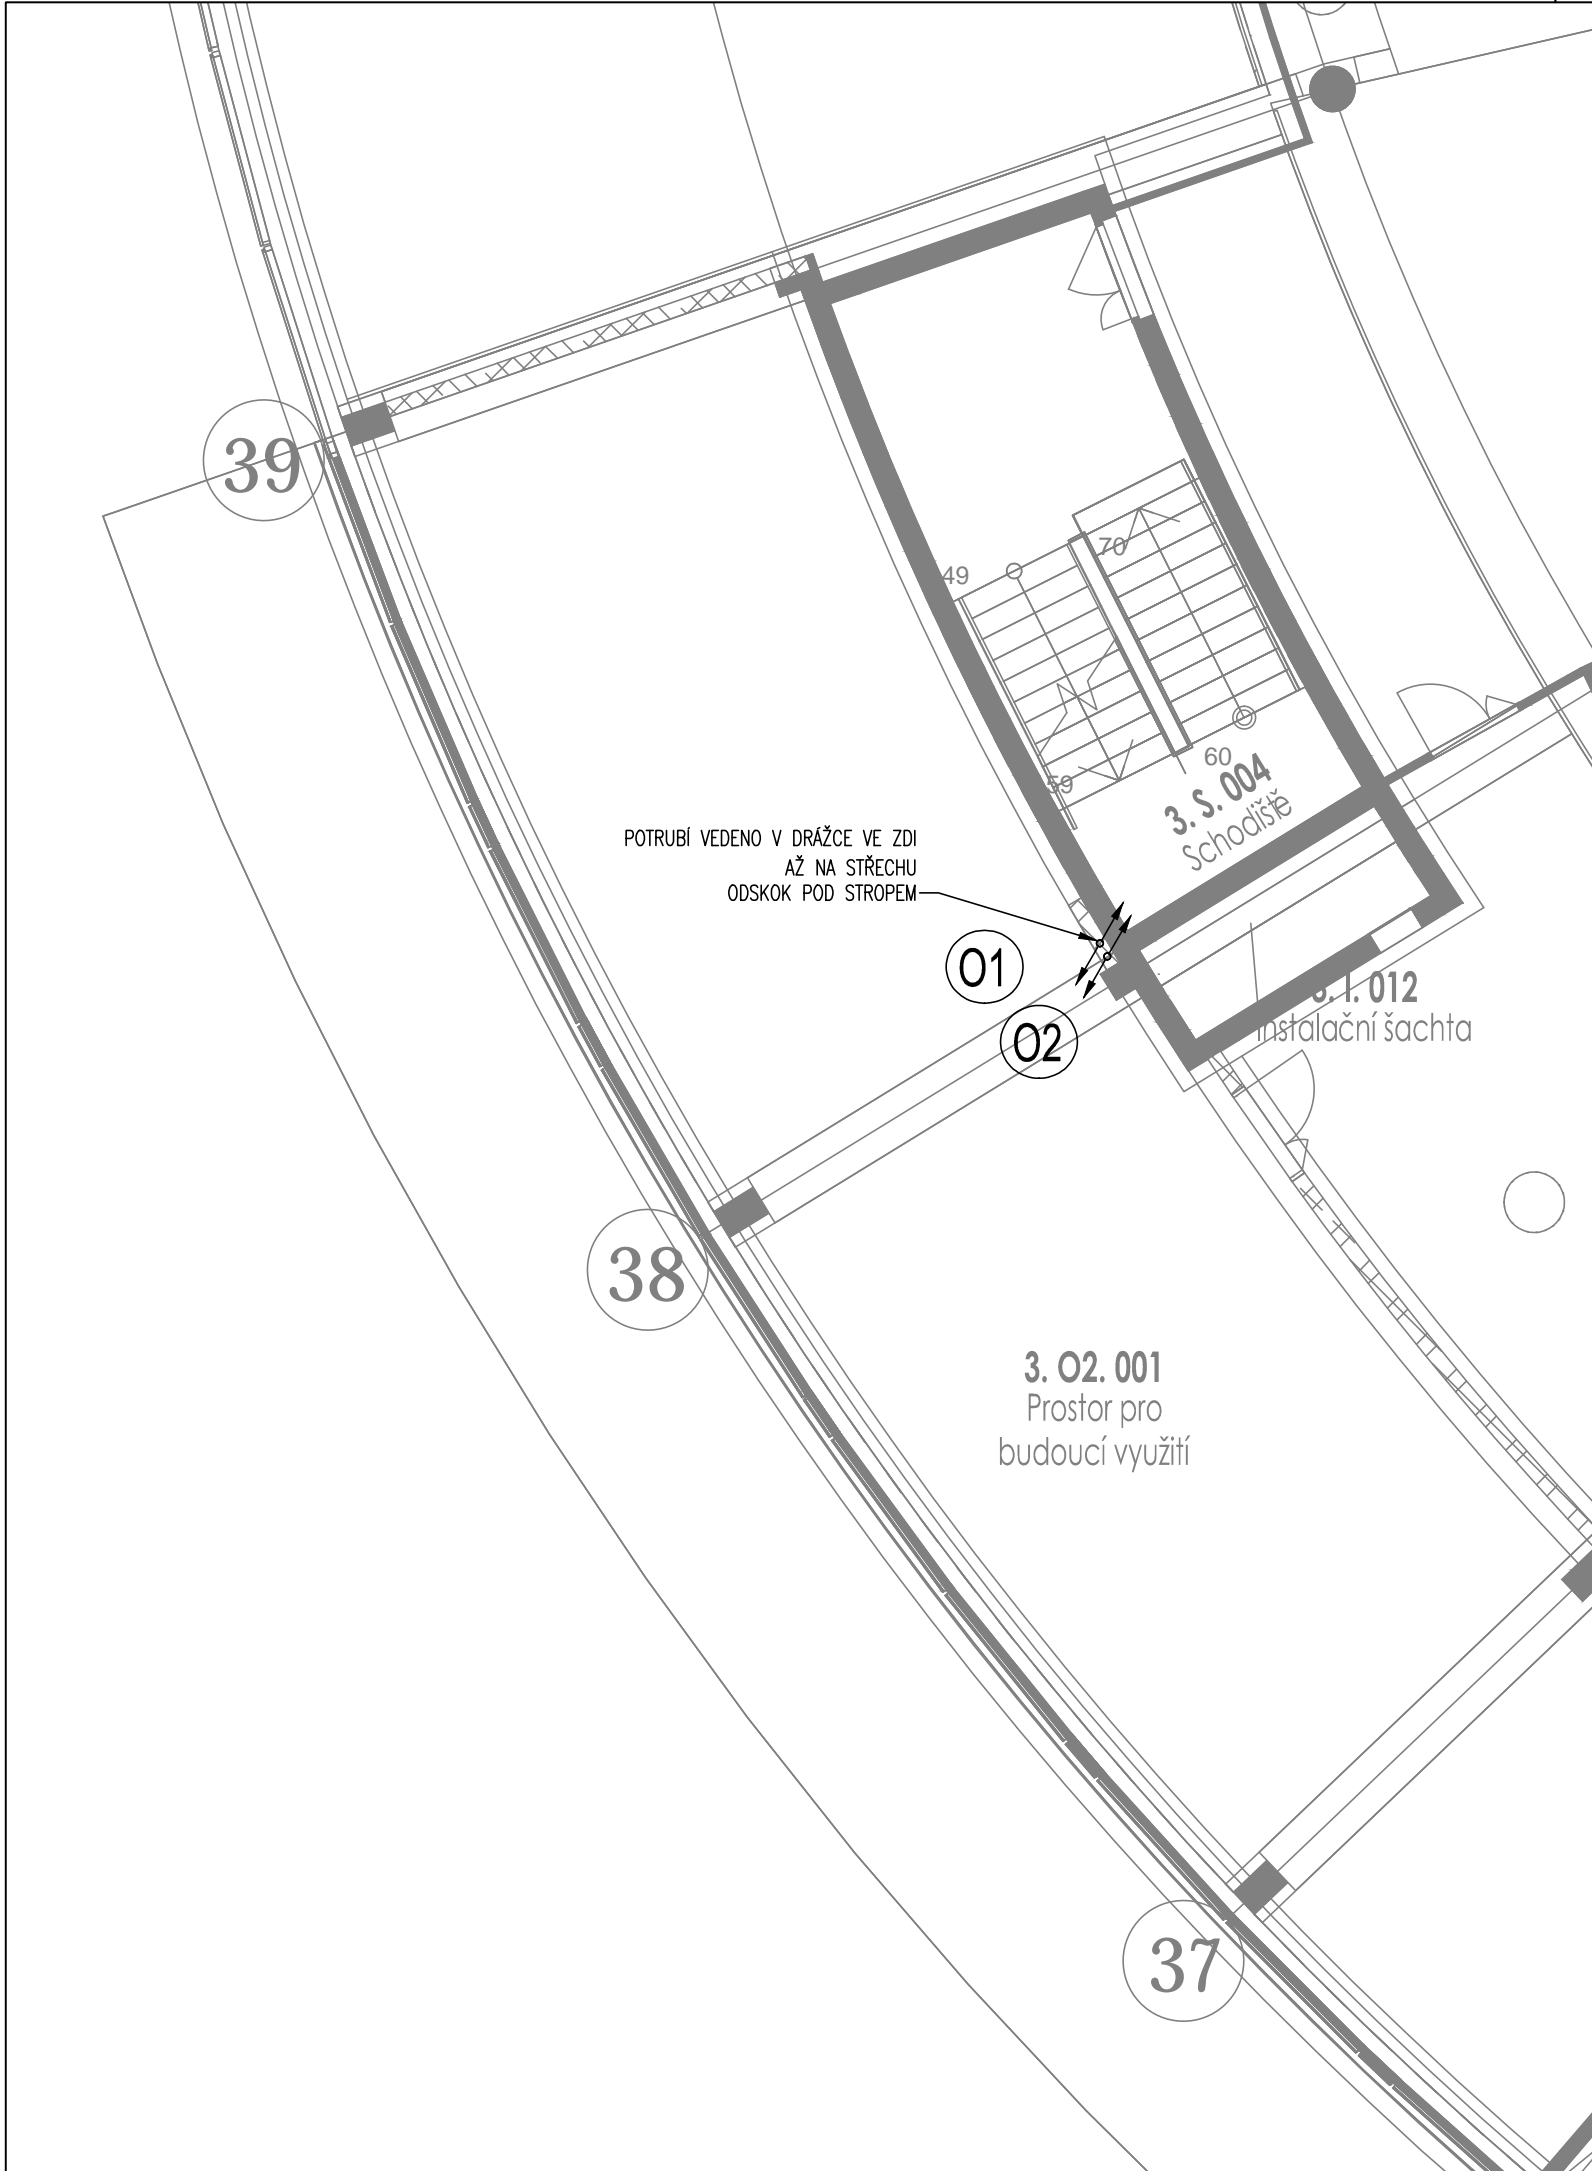 39
49
70
60
59
3. S. 004
Schodiště
POTRUBÍ VEDENO V DRÁŽCE VE ZDI
AŽ NA STŘECHU
ODSKOK POD STROPEM
O1
O2
3. I. 012
Instalační šachta
38
3. O2. 001
Prostor pro
budoucí využití
37